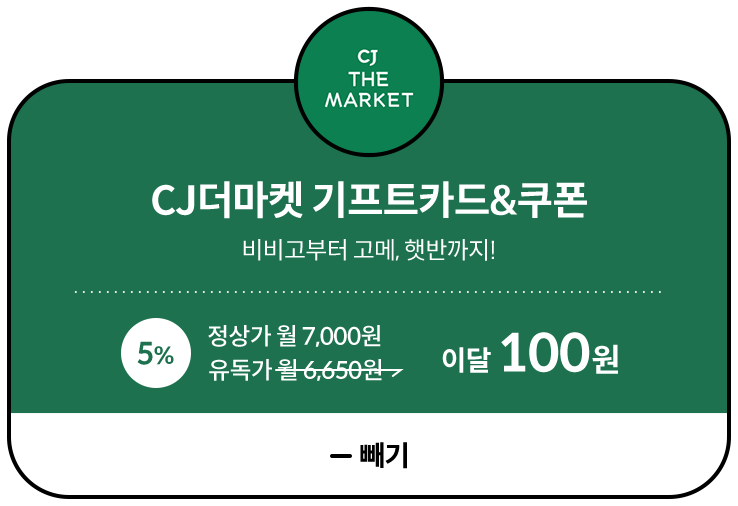 CJ
THE
MARKET
CJ더마켓 기프트카드&쿠폰
비비고부터 고메, 햇반까지!
5%
정상가 월 7,000원
유독가 월 6,650원
이달 100원
— 빼기